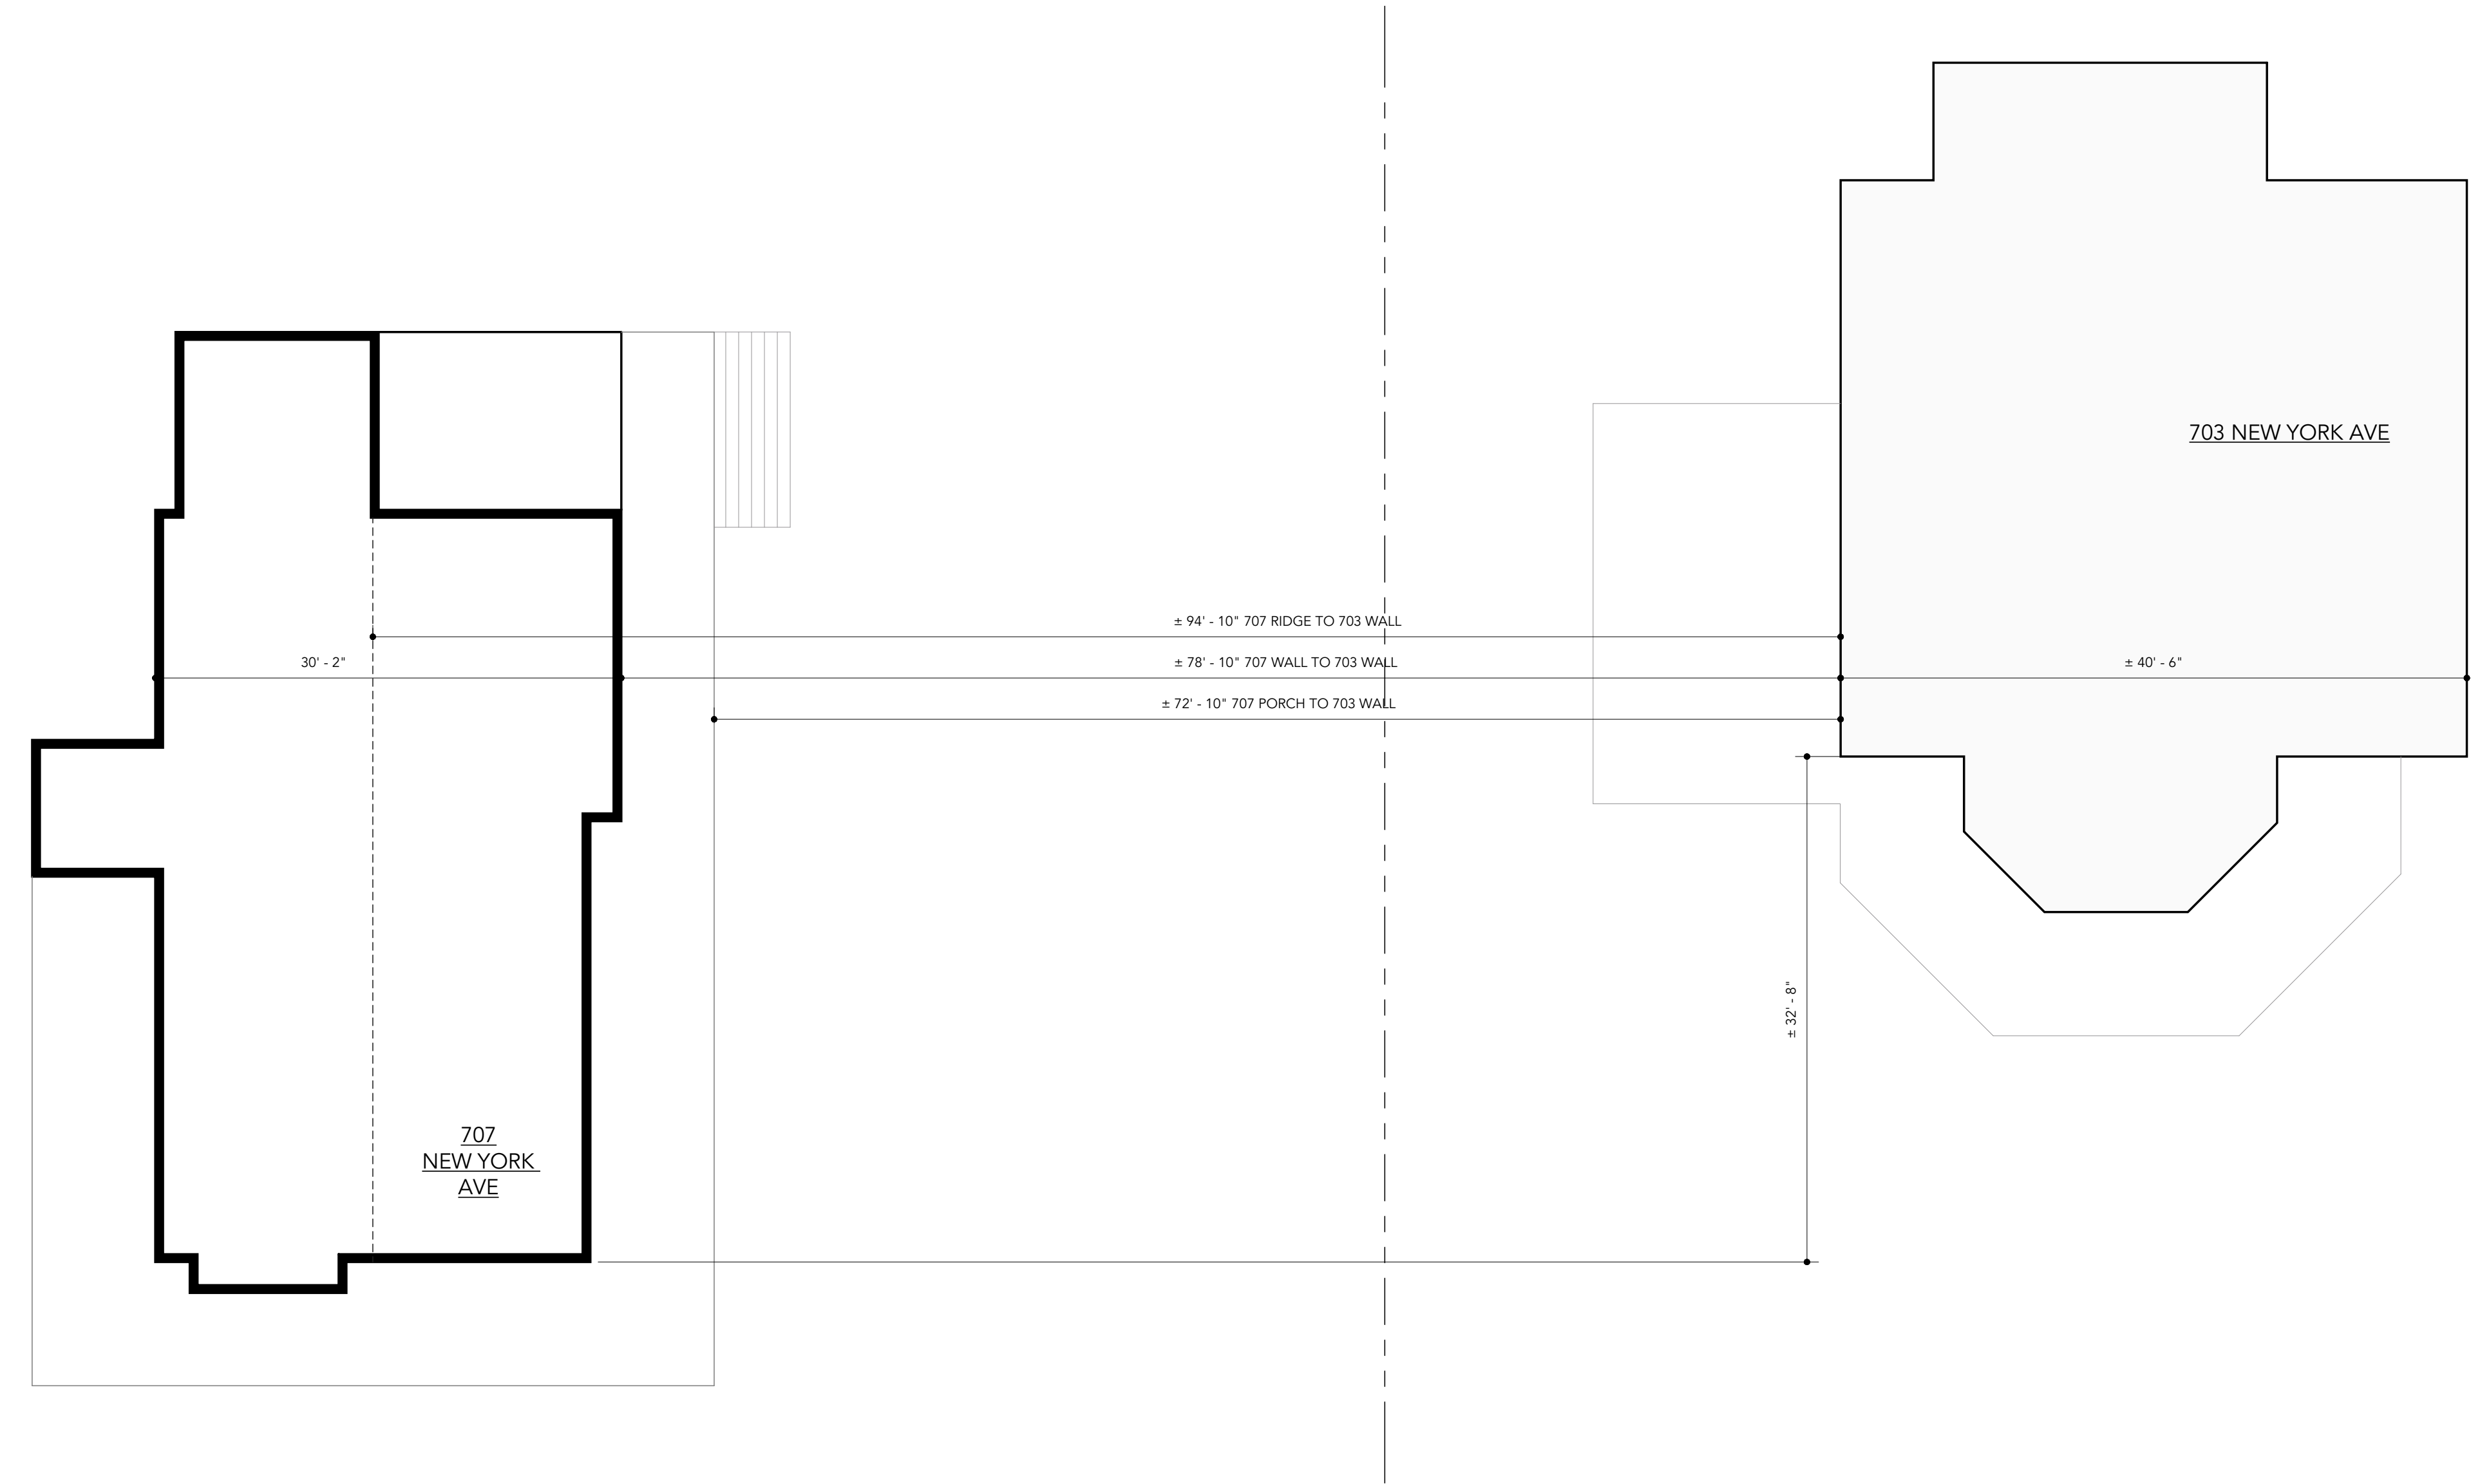 703 NEW YORK AVE
± 94' - 10" 707 RIDGE TO 703 WALL
30' - 2"
± 78' - 10" 707 WALL TO 703 WALL
± 40' - 6"
± 72' - 10" 707 PORCH TO 703 WALL
± 32' - 8"
707
NEW YORK
AVE